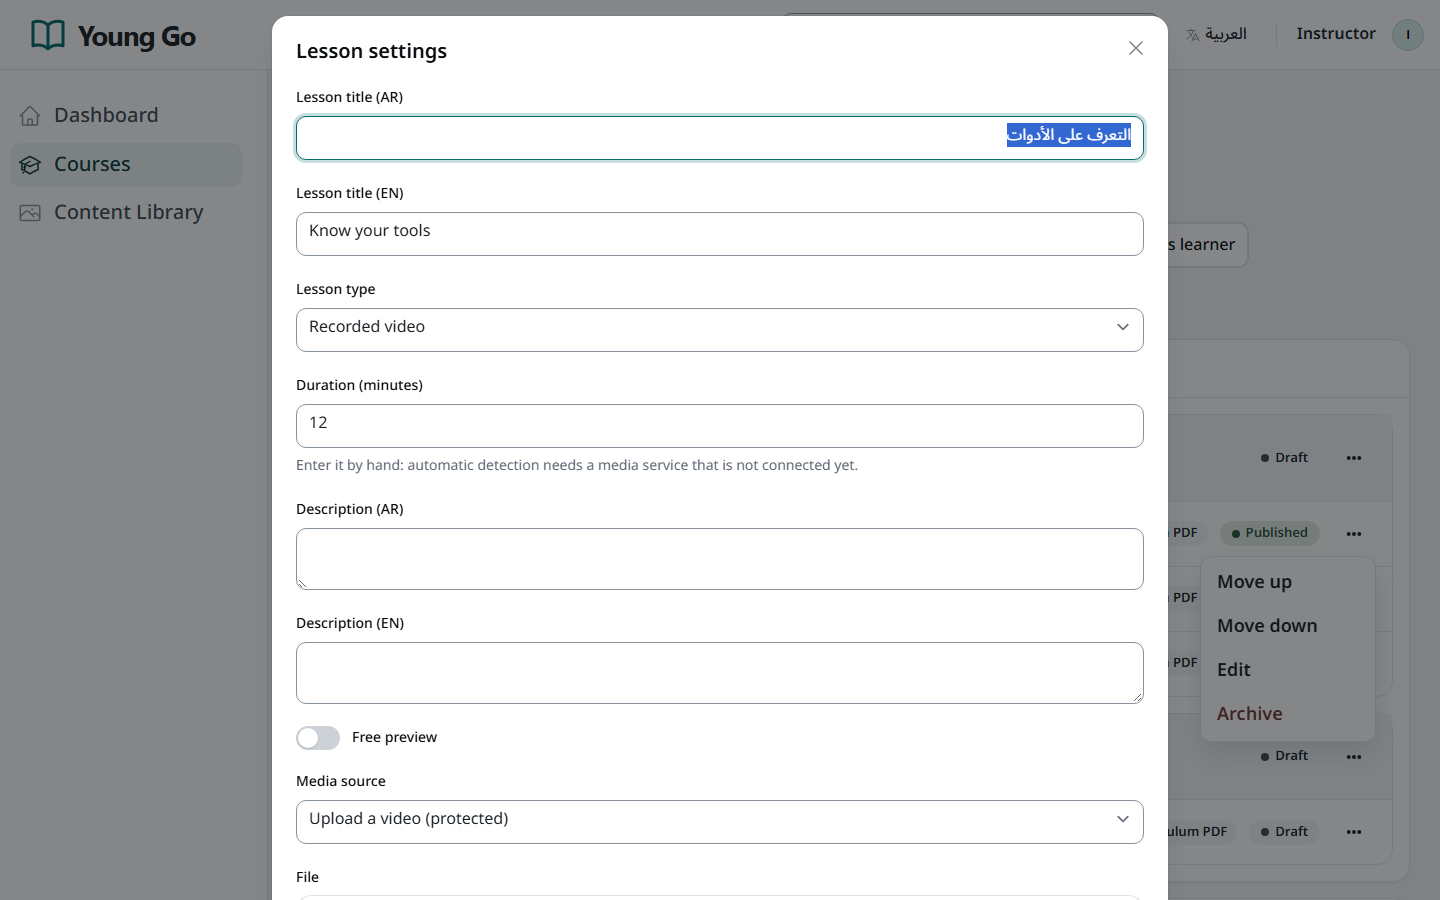 Young Go
العربية
Instructor
I
Dashboard
Courses
Content Library
Lesson settings
Lesson title (AR)
التعرف على الأدوات
Lesson title (EN)
Know your tools
Lesson type
Recorded video
Duration (minutes)
12
Enter it by hand: automatic detection needs a media service that is not connected yet.
Description (AR)
Description (EN)
Free preview
Media source
Upload a video (protected)
File
s learner
Draft
PDF
Published
PDF
PDF
Move up
Move down
Edit
Archive
Draft
ulum PDF
Draft